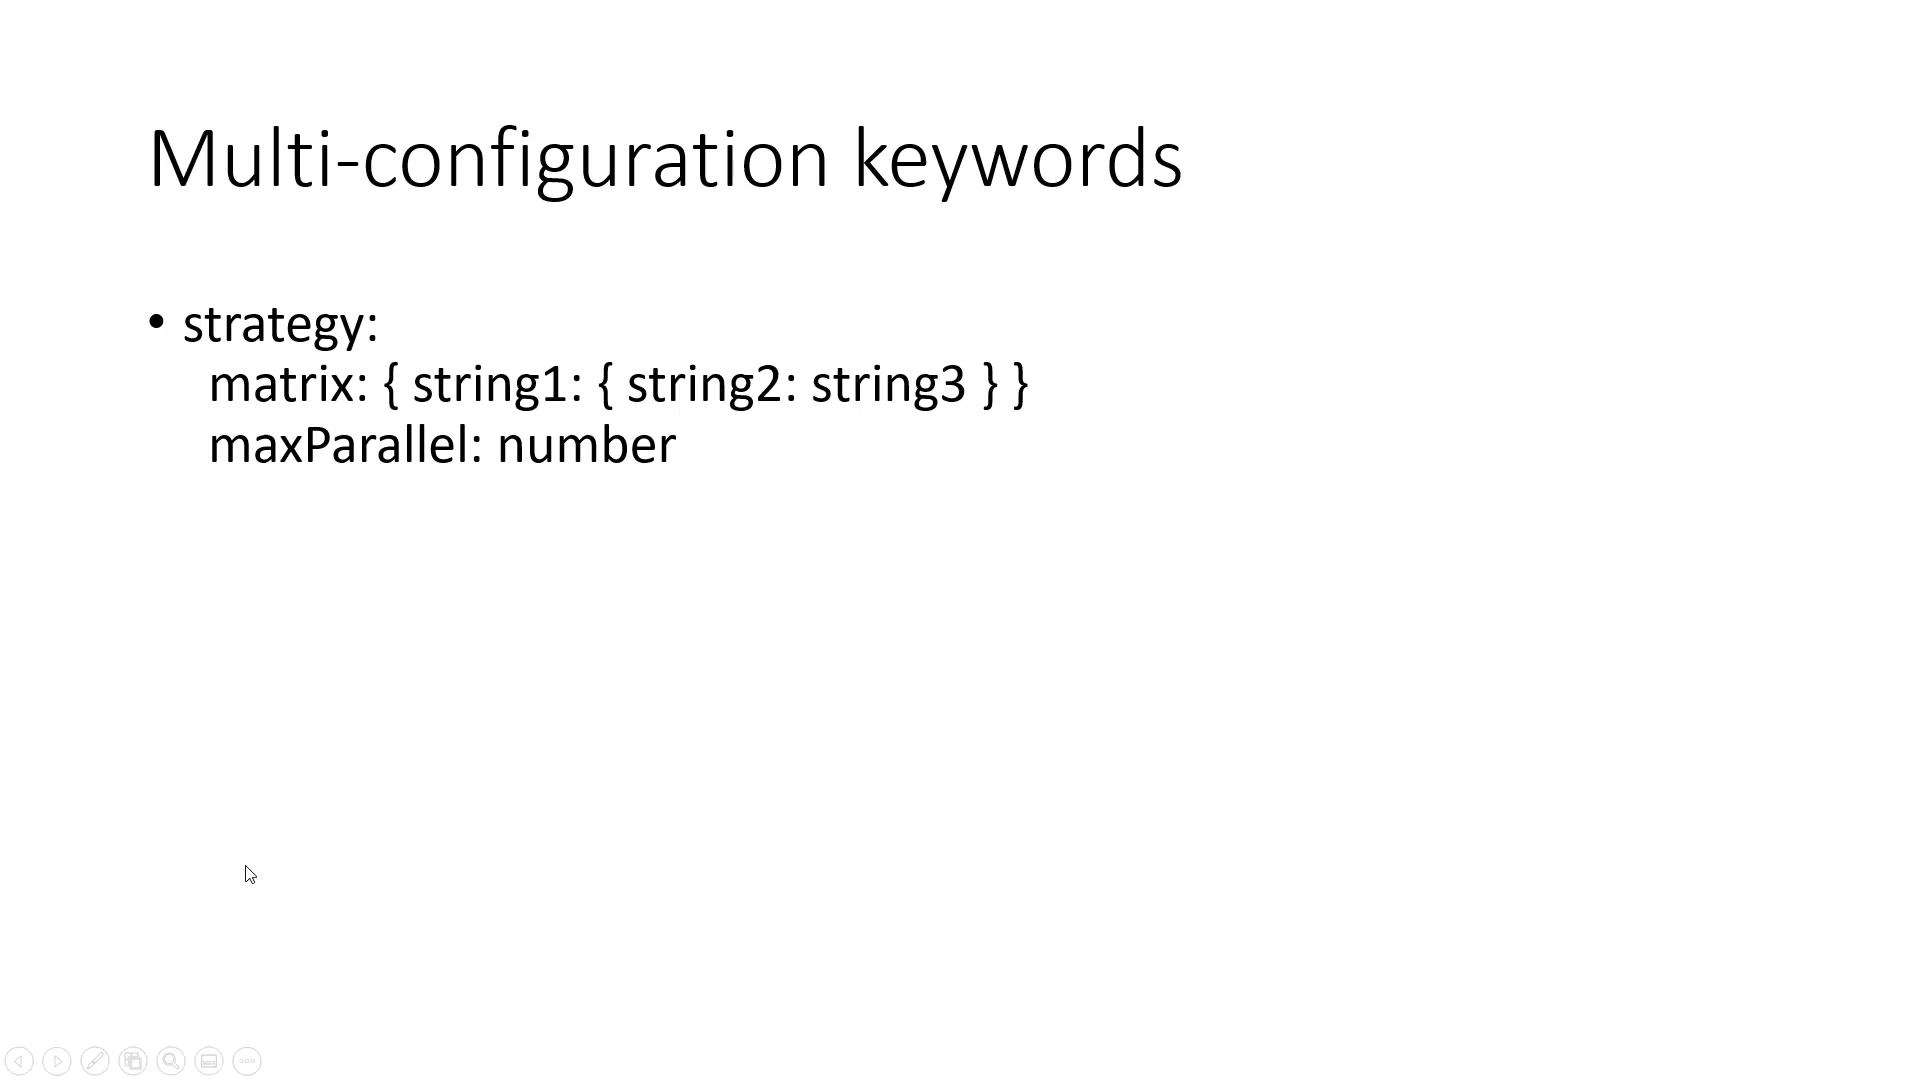 Multi-configuration keywords
• strategy:
matrix: { string1: { string2: string3 } }
maxParallel: number